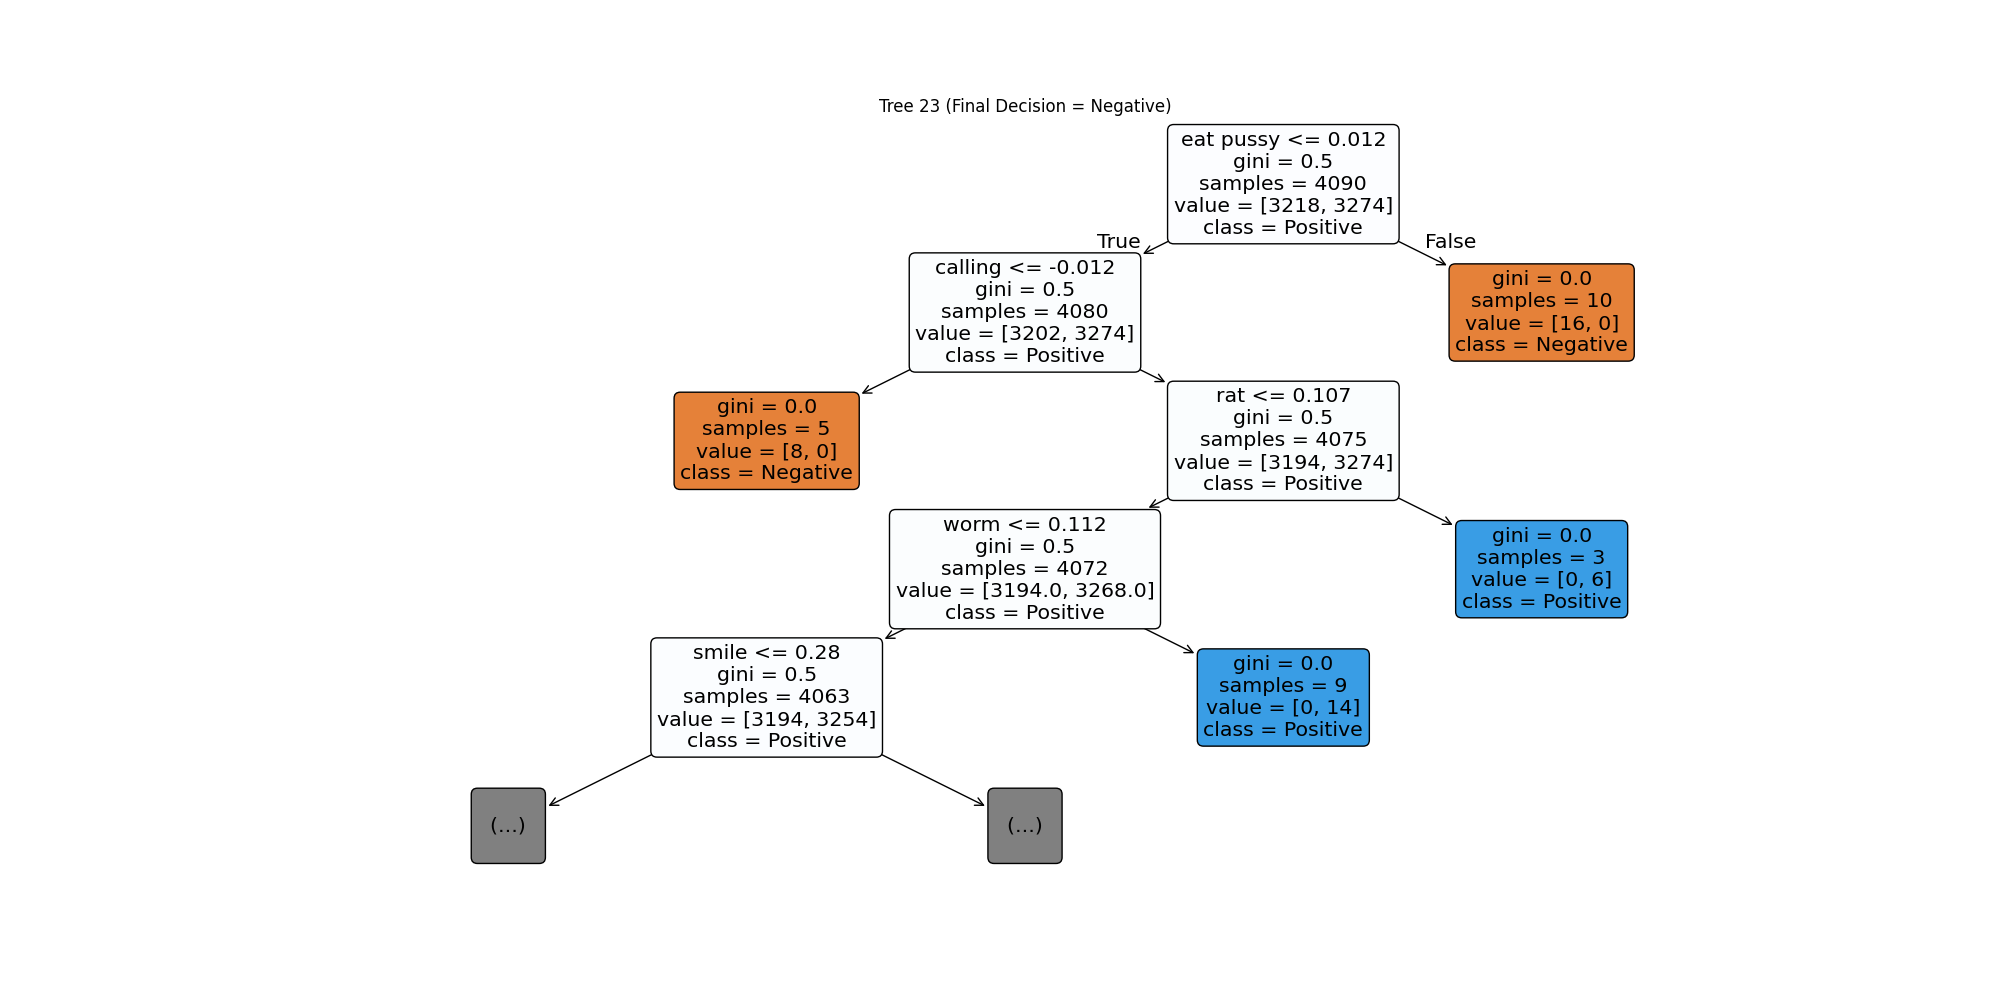 Tree 23 (Final Decision = Negative)
eat pussy <= 0.012
gini = 0.5
samples = 4090
value = [3218, 3274]
class = Positive
True
False
calling <= -0.012
gini = 0.5
samples = 4080
value = [3202, 3274]
class = Positive
gini = 0.0
samples = 10
value = [16, 0]
class = Negative
gini = 0.0
samples = 5
value = [8, 0]
class = Negative
rat <= 0.107
gini = 0.5
samples = 4075
value = [3194, 3274]
class = Positive
worm <= 0.112
gini = 0.5
samples = 4072
value = [3194.0, 3268.0]
class = Positive
gini = 0.0
samples = 3
value = [0, 6]
class = Positive
smile <= 0.28
gini = 0.5
samples = 4063
value = [3194, 3254]
class = Positive
gini = 0.0
samples = 9
value = [0, 14]
class = Positive
(...)
(...)